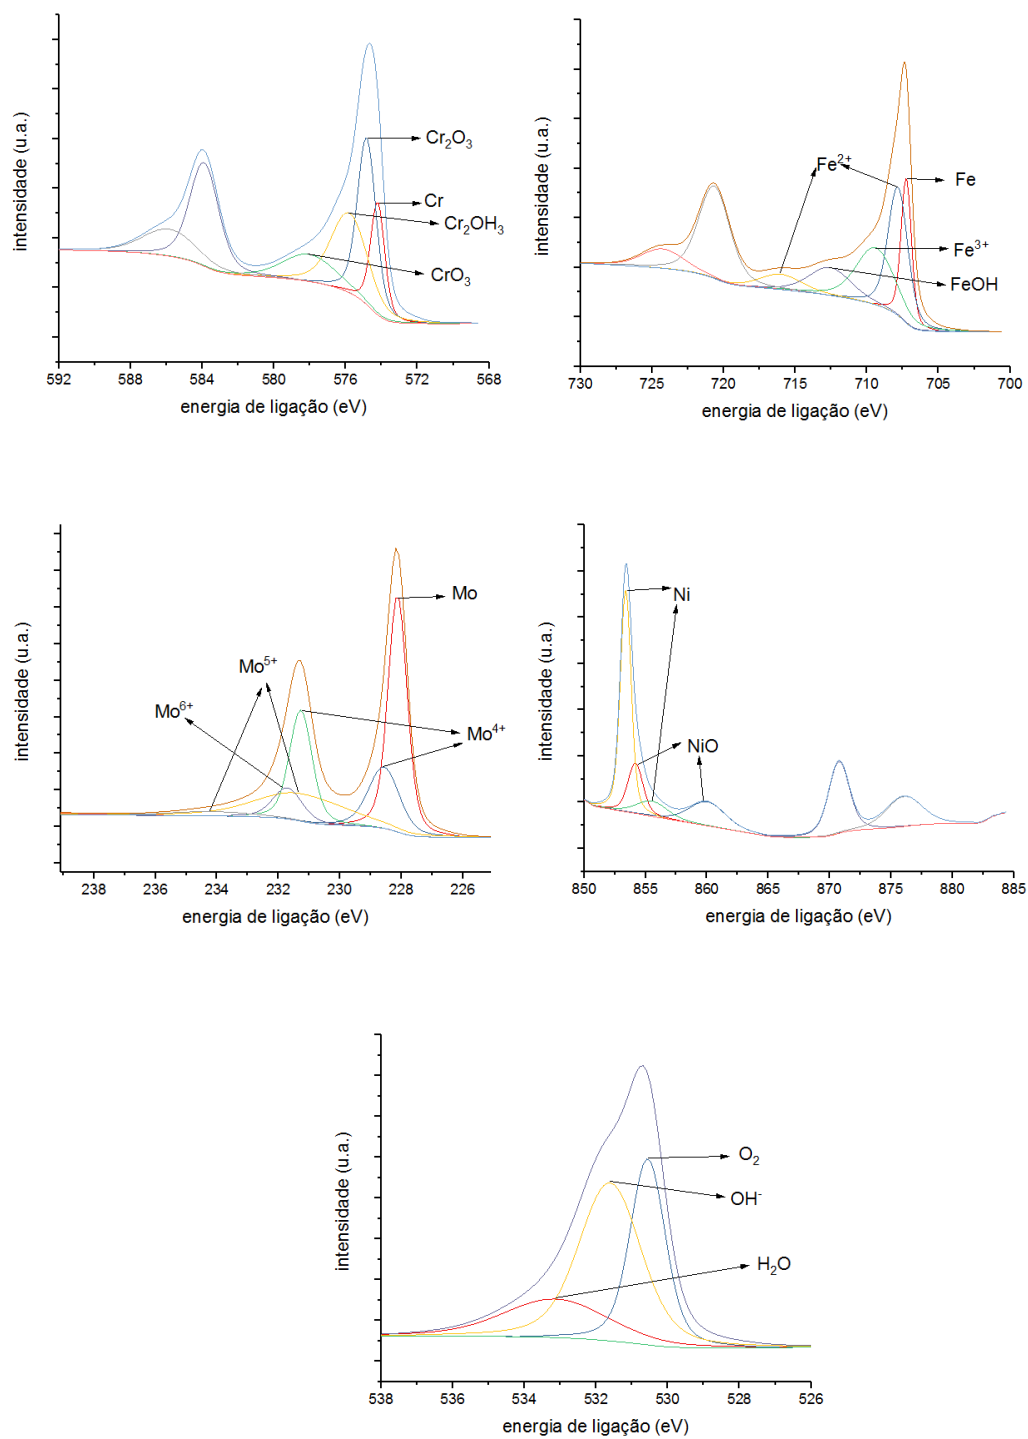 intensidade (u.a.)
Cr₂O₃
Cr
Cr₂OH₃
CrO₃
592 588 584 580 576 572 568
energia de ligação (eV)
intensidade (u.a.)
Fe²⁺
Fe
Fe³⁺
FeOH
730 725 720 715 710 705 700
energia de ligação (eV)
intensidade (u.a.)
Mo
Mo⁵⁺
Mo⁶⁺
Mo⁴⁺
238 236 234 232 230 228 226
energia de ligação (eV)
intensidade (u.a.)
Ni
NiO
850 855 860 865 870 875 880 885
energia de ligação (eV)
intensidade (u.a.)
O₂
OH⁻
H₂O
538 536 534 532 530 528 526
energia de ligação (eV)